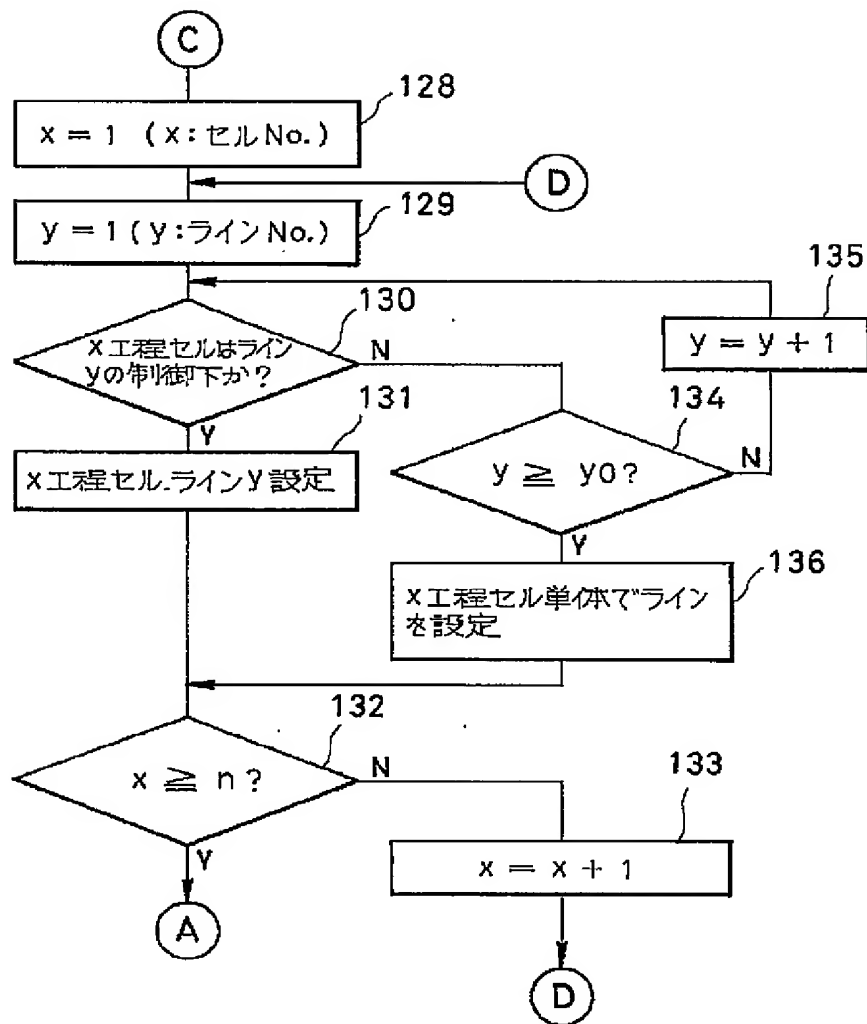 C
128
x = 1 (x:セルNo.)
D
129
y = 1 (y:ラインNo.)
135
y = y + 1
130
x工程セルはライン
yの制御下か?
N
Y
131
x工程セル.ラインy設定
134
y ≧ y0?
N
Y
136
x工程セル単体でライン
を設定
132
x ≧ n?
N
Y
133
x = x + 1
A
D